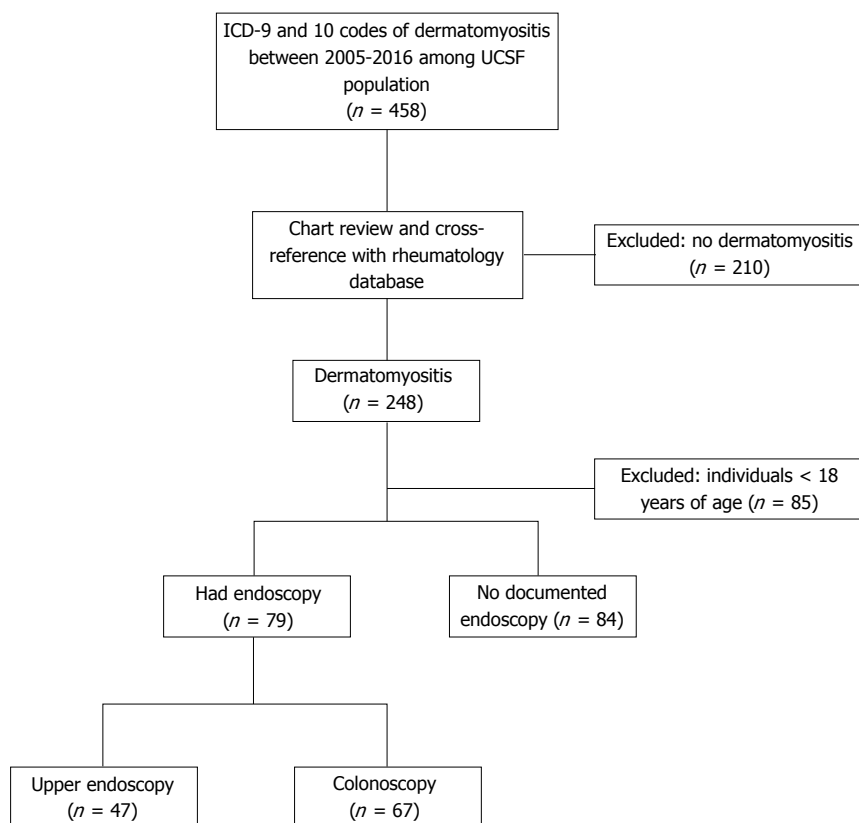 ICD-9 and 10 codes of dermatomyositis
between 2005-2016 among UCSF
population
(n = 458)
Chart review and cross-
reference with rheumatology
database
Excluded: no dermatomyositis
(n = 210)
Dermatomyositis
(n = 248)
Excluded: individuals < 18
years of age (n = 85)
Had endoscopy
(n = 79)
No documented
endoscopy (n = 84)
Upper endoscopy
(n = 47)
Colonoscopy
(n = 67)